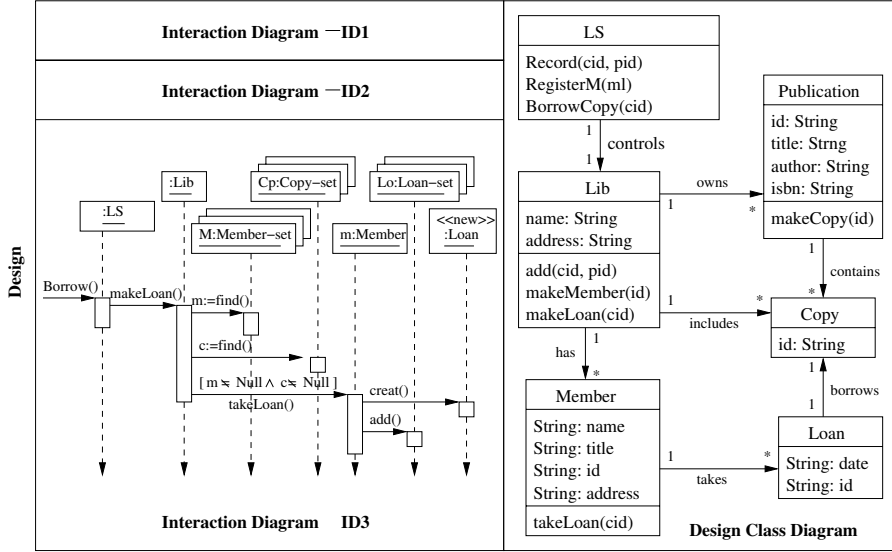 Design
Interaction Diagram —ID1
Interaction Diagram —ID2
:LS
:Lib
Cp:Copy−set
Lo:Loan−set
M:Member−set
m:Member
<<new>>
:Loan
Borrow()
makeLoan()
m:=find()
c:=find()
[ m ≠ Null ∧ c ≠ Null ]
takeLoan()
creat()
add()
Interaction Diagram ID3
LS
Record(cid, pid)
RegisterM(ml)
BorrowCopy(cid)
1
controls
1
Lib
name: String
address: String
add(cid, pid)
makeMember(id)
makeLoan(cid)
owns
1
*
Publication
id: String
title: Strng
author: String
isbn: String
makeCopy(id)
1
contains
*
1
*
includes
Copy
id: String
1
has
*
Member
String: name
String: title
String: id
String: address
takeLoan(cid)
1
borrows
1
Loan
String: date
String: id
1
*
takes
Design Class Diagram